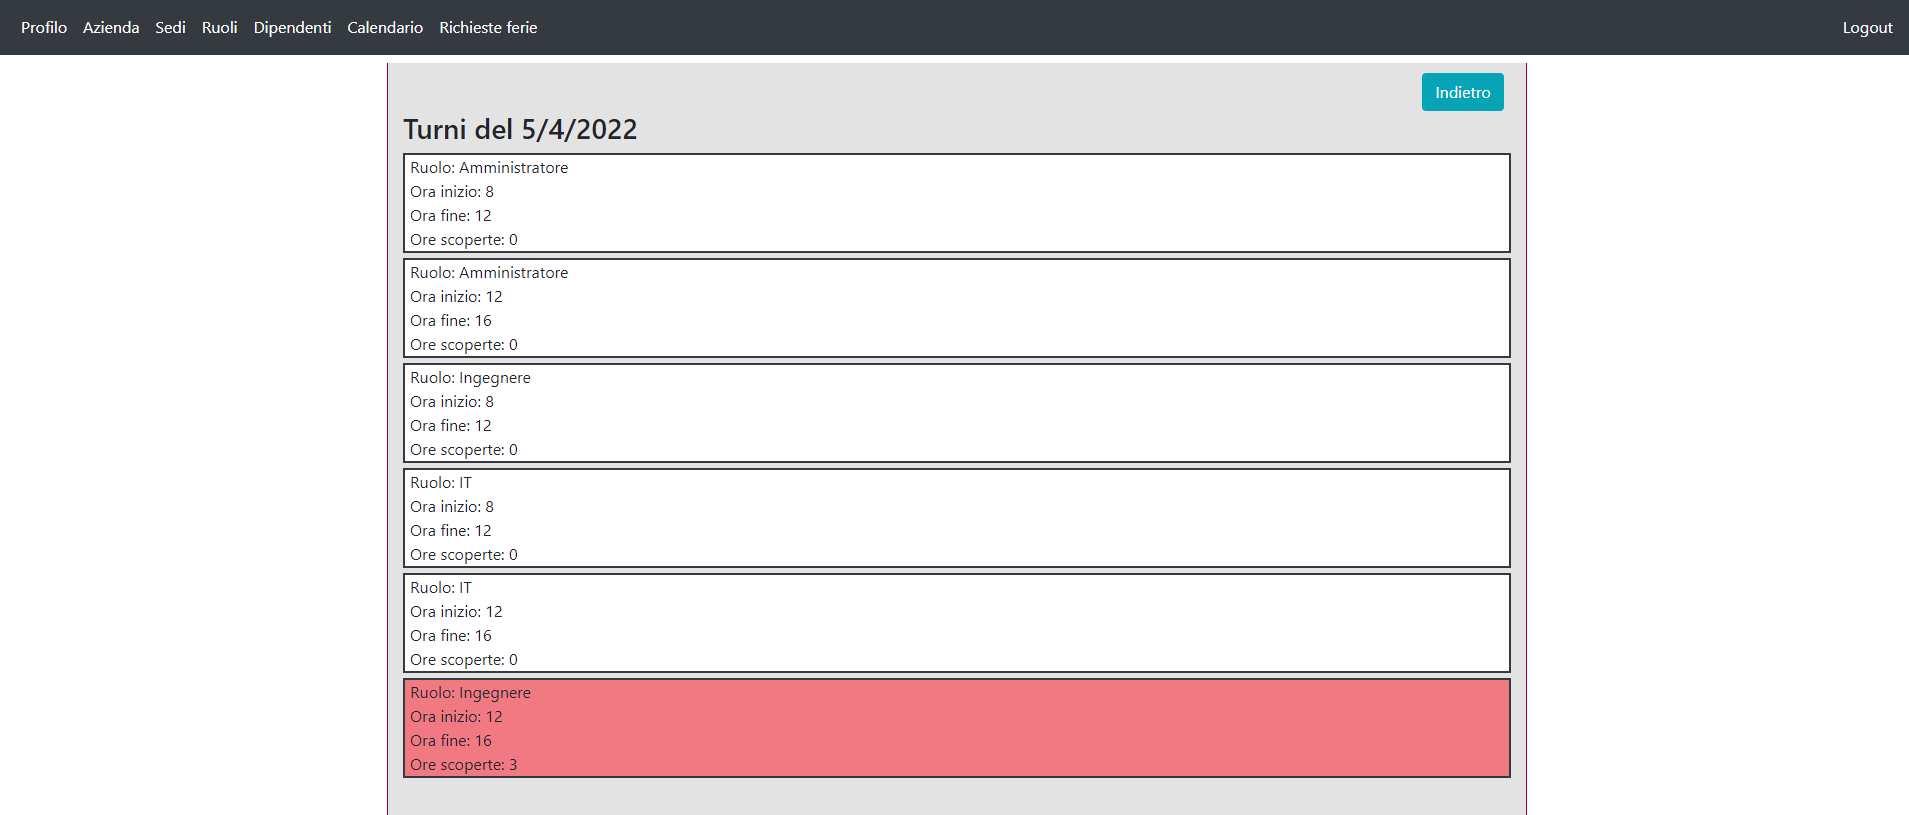 Profilo Azienda Sedi Ruoli Dipendenti Calendario Richieste ferie Logout
Indietro
Turni del 5/4/2022
Ruolo: Amministratore
Ora inizio: 8
Ora fine: 12
Ore scoperte: 0
Ruolo: Amministratore
Ora inizio: 12
Ora fine: 16
Ore scoperte: 0
Ruolo: Ingegnere
Ora inizio: 8
Ora fine: 12
Ore scoperte: 0
Ruolo: IT
Ora inizio: 8
Ora fine: 12
Ore scoperte: 0
Ruolo: IT
Ora inizio: 12
Ora fine: 16
Ore scoperte: 0
Ruolo: Ingegnere
Ora inizio: 12
Ora fine: 16
Ore scoperte: 3